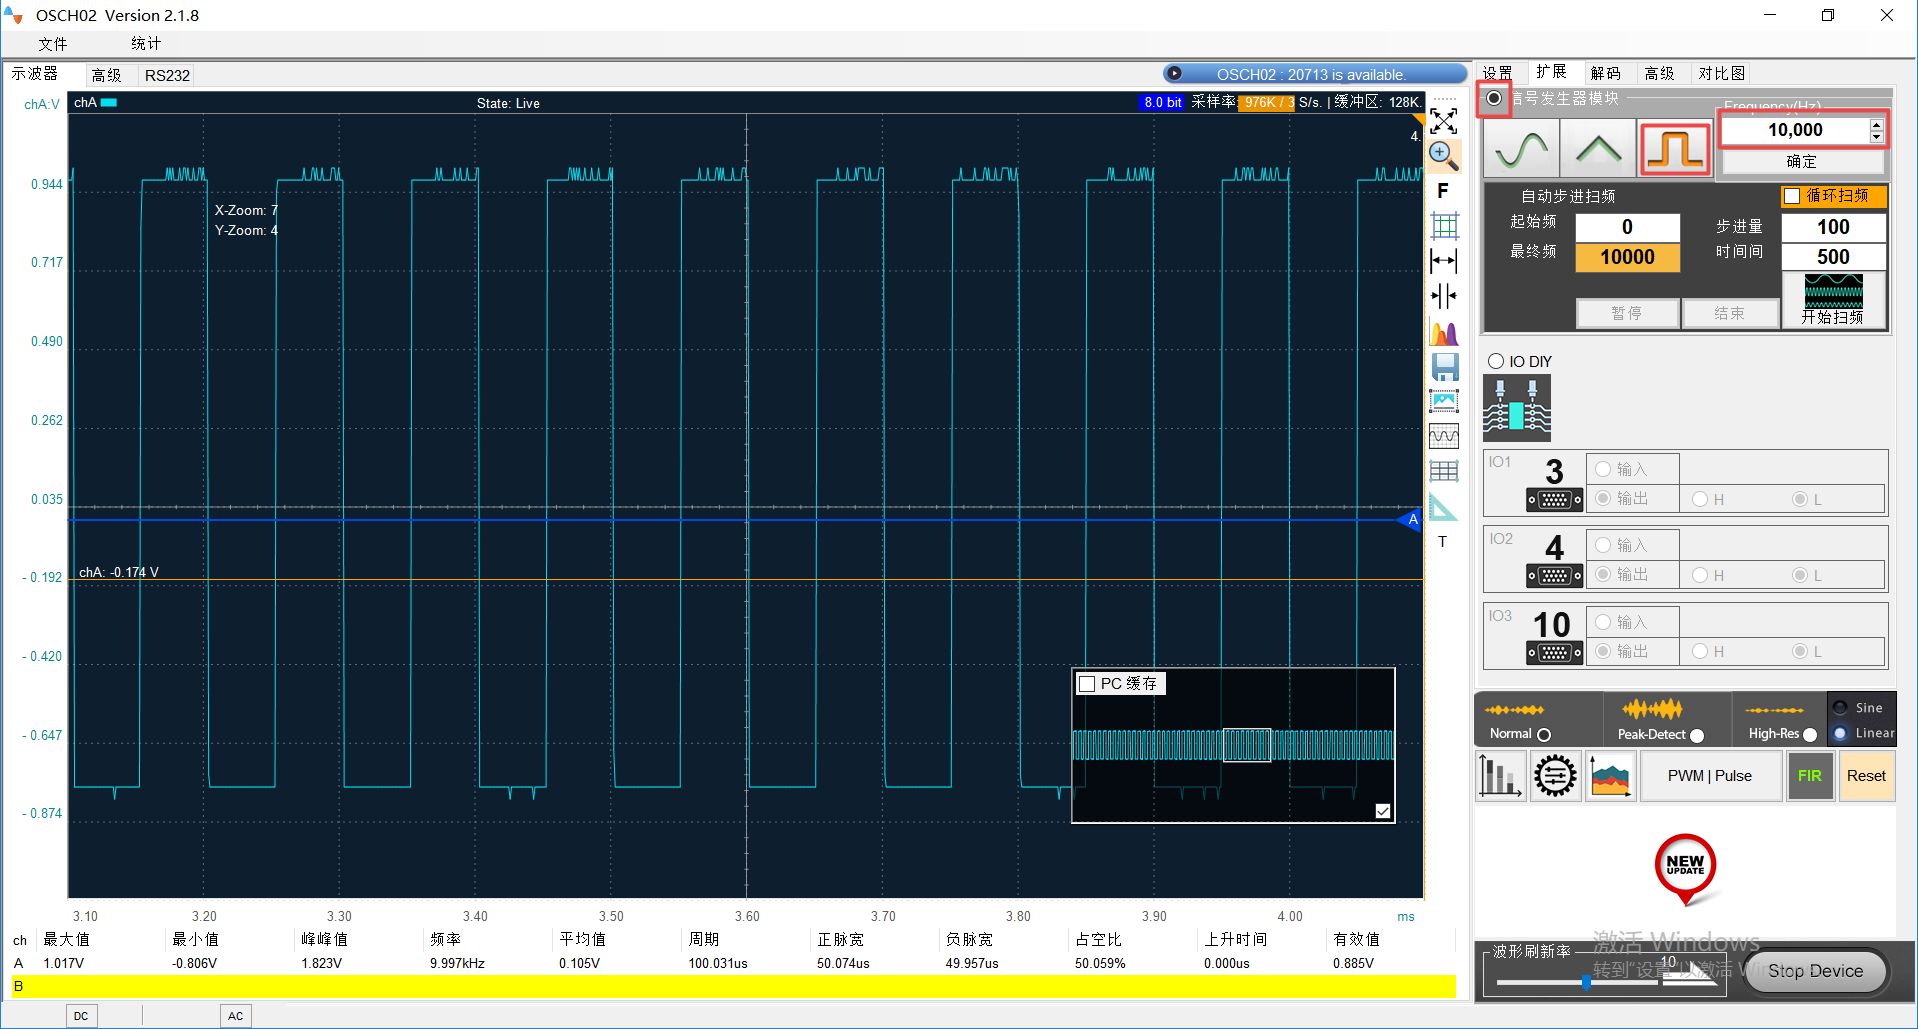 OSCH02 Version 2.1.8
文件 统计
示波器 高级 RS232
OSCH02 : 20713 is available.
设置 扩展 解码 高级 对比图
chA:V
chA
State: Live
8.0 bit 采样率: 976K / 3 S/s. | 缓冲区: 128K.
4.
X-Zoom: 7
Y-Zoom: 4
0.944
0.717
0.490
0.262
0.035
- 0.192
- 0.420
- 0.647
- 0.874
chA: -0.174 V
A
PC 缓存
3.10 3.20 3.30 3.40 3.50 3.60 3.70 3.80 3.90 4.00 ms
F
T
信号发生器模块
Frequency(Hz)
10,000
确定
自动步进扫频
循环扫频
起始频 0 步进量 100
最终频 10000 时间间 500
暂停 结束 开始扫频
IO DIY
IO1 3 输入
输出 H L
IO2 4 输入
输出 H L
IO3 10 输入
输出 H L
Normal Peak-Detect High-Res
Sine
Linear
PWM | Pulse FIR Reset
NEW
UPDATE
ch 最大值 最小值 峰峰值 频率 平均值 周期 正脉宽 负脉宽 占空比 上升时间 有效值
A 1.017V -0.806V 1.823V 9.997kHz 0.105V 100.031us 50.074us 49.957us 50.059% 0.000us 0.885V
B
波形刷新率
10
Stop Device
激活 Windows
转到"设置"以激活 Wi
DC AC